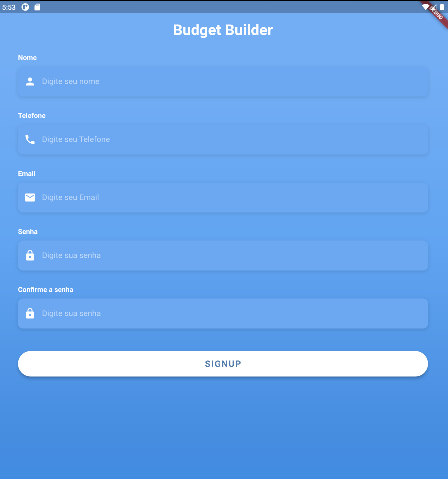 5:53
DEBUG
Budget Builder
Nome
Digite seu nome
Telefone
Digite seu Telefone
Email
Digite seu Email
Senha
Digite sua senha
Confirme a senha
Digite sua senha
SIGNUP